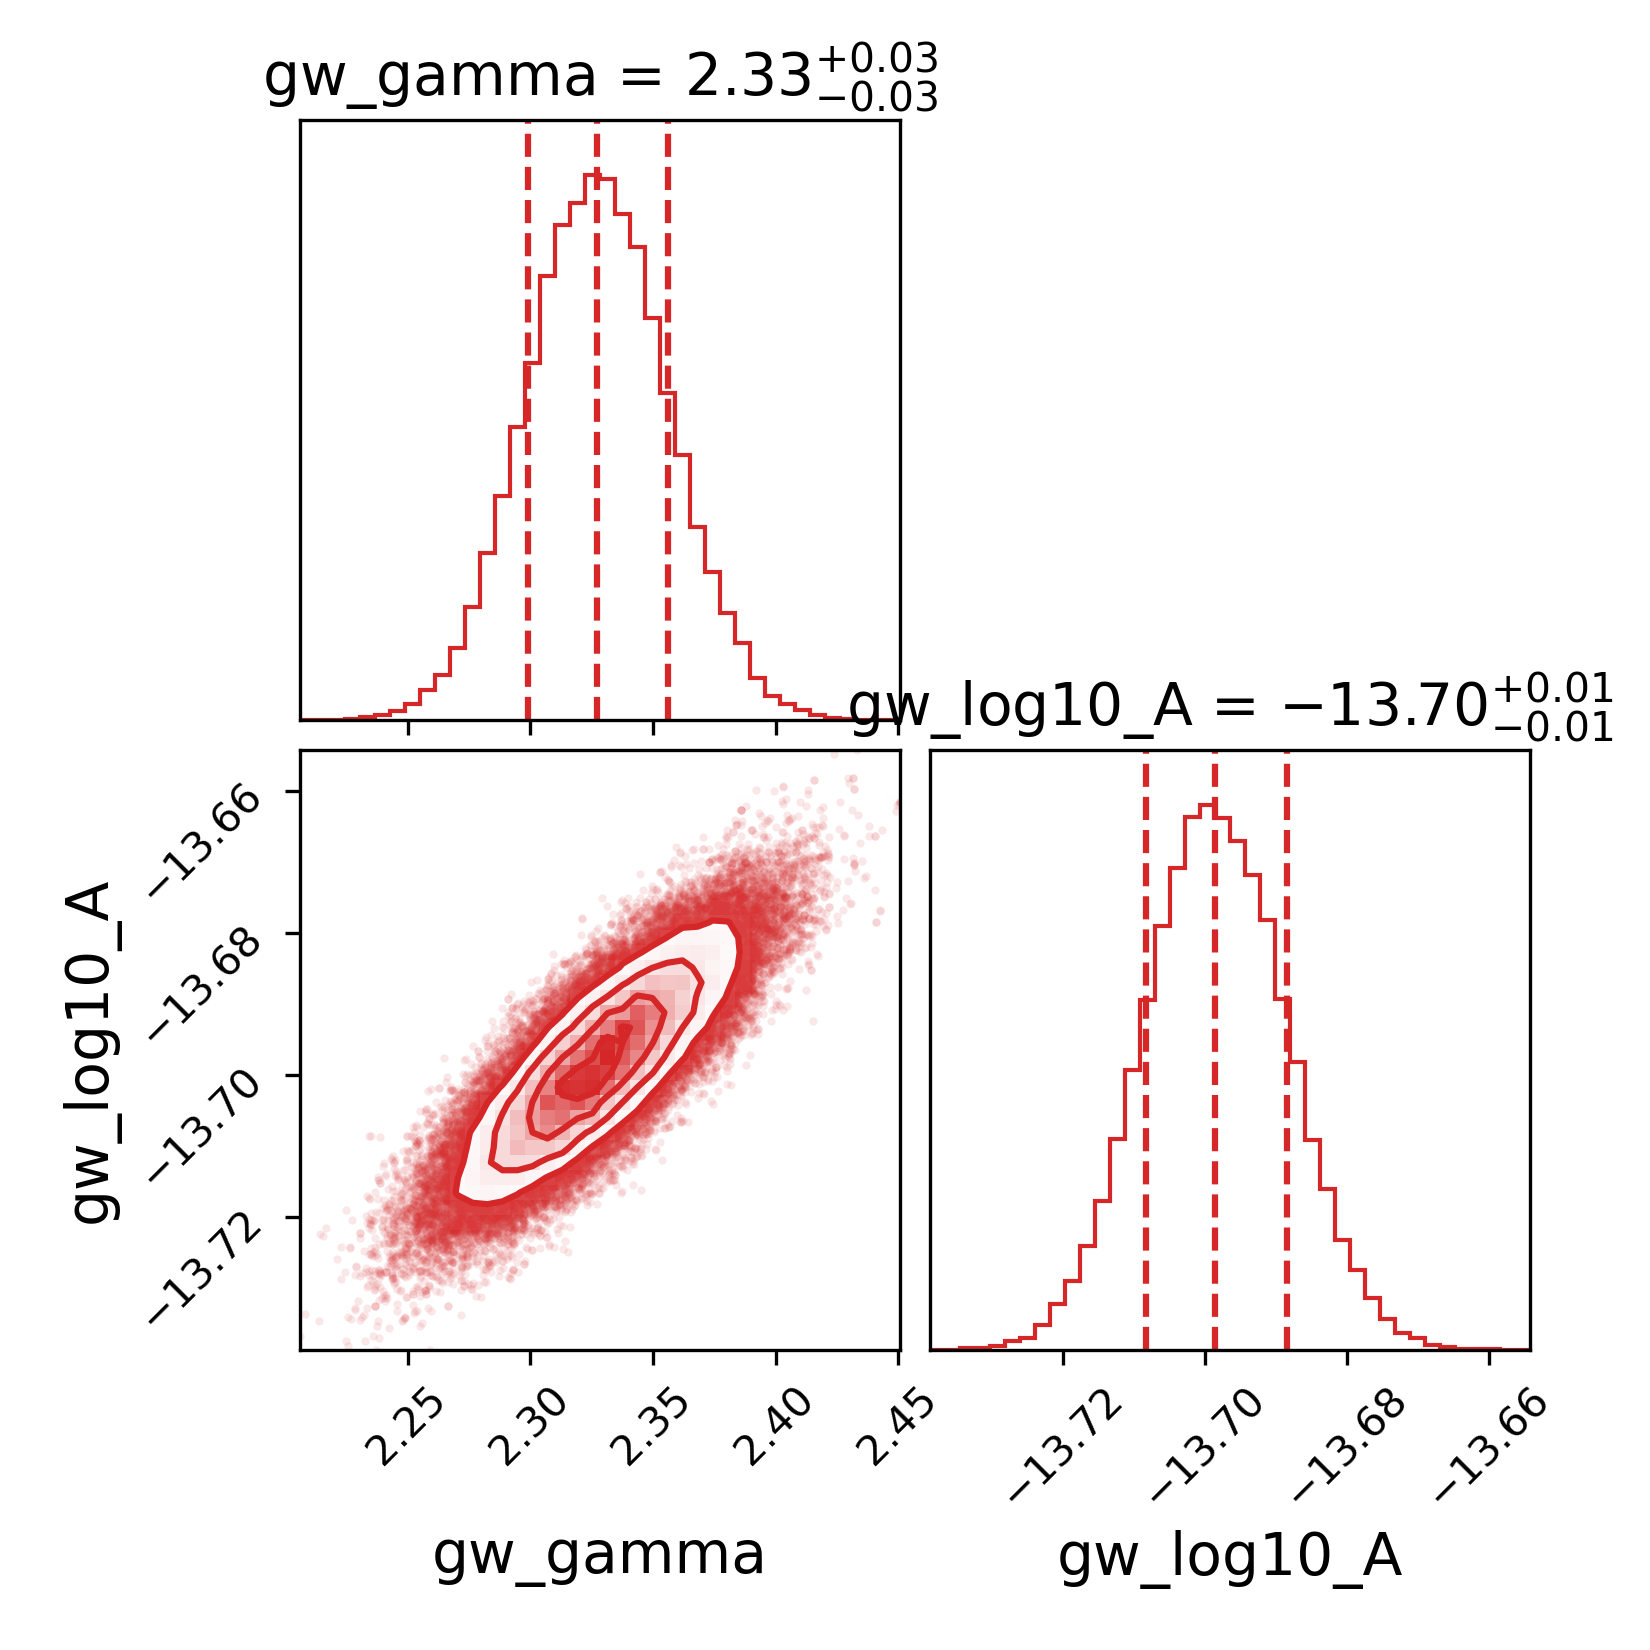 gw_gamma = 2.33+0.03−0.03
gw_log10_A = −13.70+0.01−0.01
gw_log10_A
−13.66
−13.68
−13.70
−13.72
2.25 2.30 2.35 2.40 2.45
−13.72 −13.70 −13.68 −13.66
gw_gamma
gw_log10_A